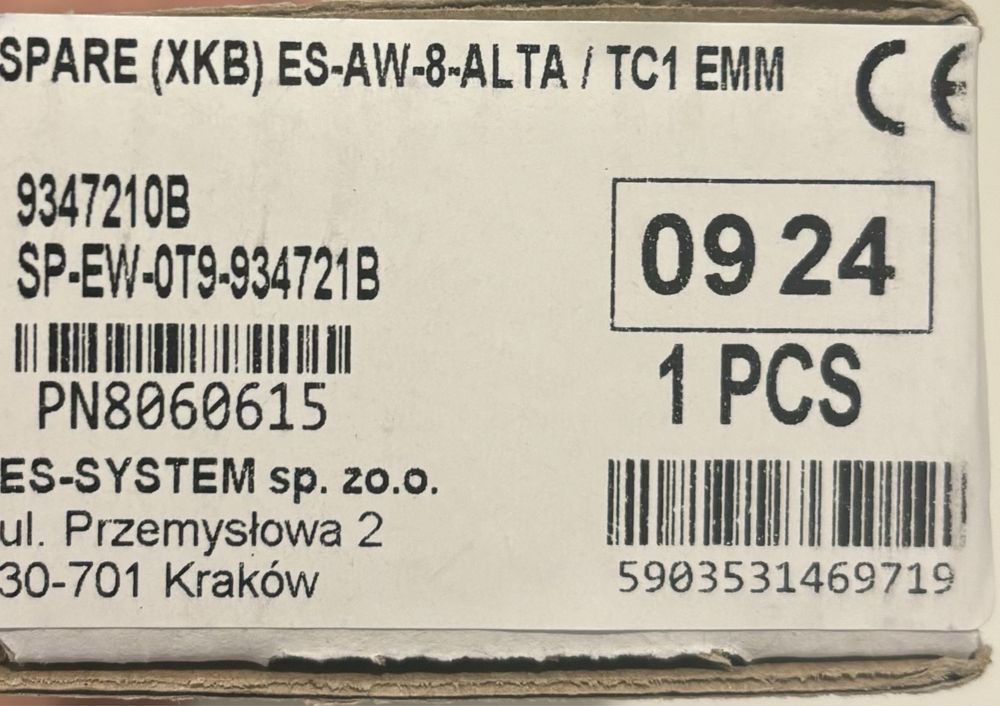 SPARE (XKB) ES-AW-8-ALTA / TC1 EMM
CE
9347210B
SP-EW-0T9-934721B
09 24
1 PCS
PN8060615
ES-SYSTEM sp. zo.o.
ul. Przemysłowa 2
30-701 Kraków
5903531469719